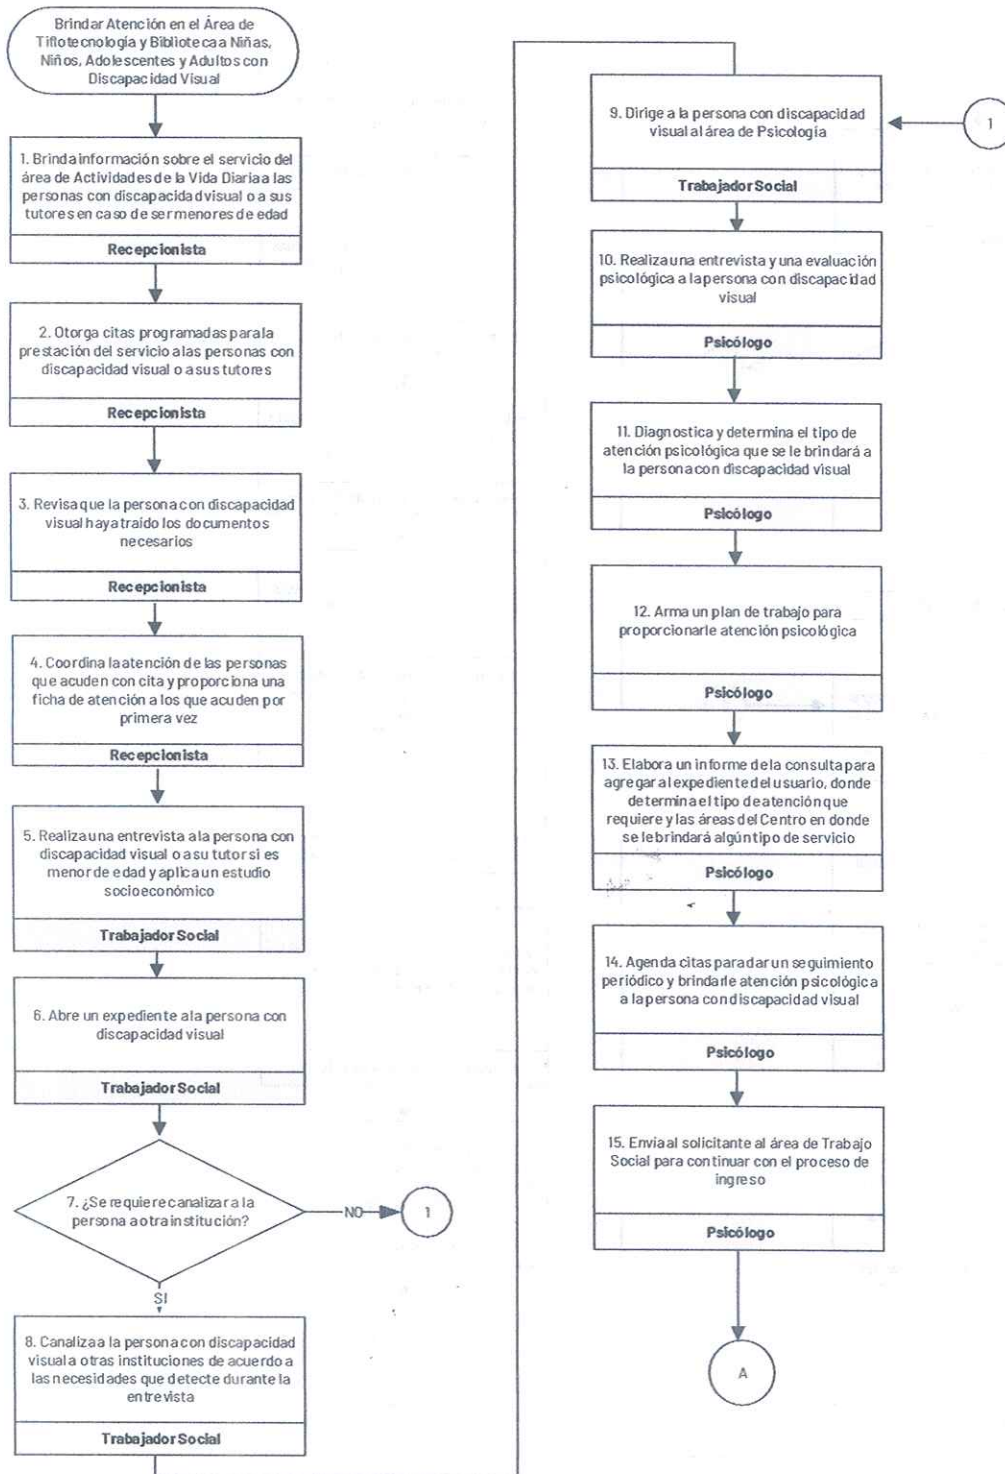 Brindar Atención en el Área de
Tiflotecnología y Biblioteca a Niñas,
Niños, Adolescentes y Adultos con
Discapacidad Visual
1. Brinda información sobre el servicio del
área de Actividades de la Vida Diaria a las
personas con discapacidad visual o a sus
tutores en caso de ser menores de edad
Recepcionista
2. Otorga citas programadas para la
prestación del servicio a las personas con
discapacidad visual o a sus tutores
Recepcionista
3. Revisa que la persona con discapacidad
visual haya traído los documentos
necesarios
Recepcionista
4. Coordina la atención de las personas
que acuden con cita y proporciona una
ficha de atención a los que acuden por
primera vez
Recepcionista
5. Realiza una entrevista a la persona con
discapacidad visual o a su tutor si es
menor de edad y aplica un estudio
socioeconómico
Trabajador Social
6. Abre un expediente a la persona con
discapacidad visual
Trabajador Social
7. ¿Se requiere canalizar a la
persona a otra institución?
NO
1
SI
8. Canaliza a la persona con discapacidad
visual a otras instituciones de acuerdo a
las necesidades que detecte durante la
entrevista
Trabajador Social
9. Dirige a la persona con discapacidad
visual al área de Psicología
1
Trabajador Social
10. Realiza una entrevista y una evaluación
psicológica a la persona con discapacidad
visual
Psicólogo
11. Diagnostica y determina el tipo de
atención psicológica que se le brindará a
la persona con discapacidad visual
Psicólogo
12. Arma un plan de trabajo para
proporcionarle atención psicológica
Psicólogo
13. Elabora un informe de la consulta para
agregar al expediente del usuario, donde
determina el tipo de atención que
requiere y las áreas del Centro en donde
se le brindará algún tipo de servicio
Psicólogo
14. Agenda citas para dar un seguimiento
periódico y brindarle atención psicológica
a la persona con discapacidad visual
Psicólogo
15. Envía al solicitante al área de Trabajo
Social para continuar con el proceso de
ingreso
Psicólogo
A